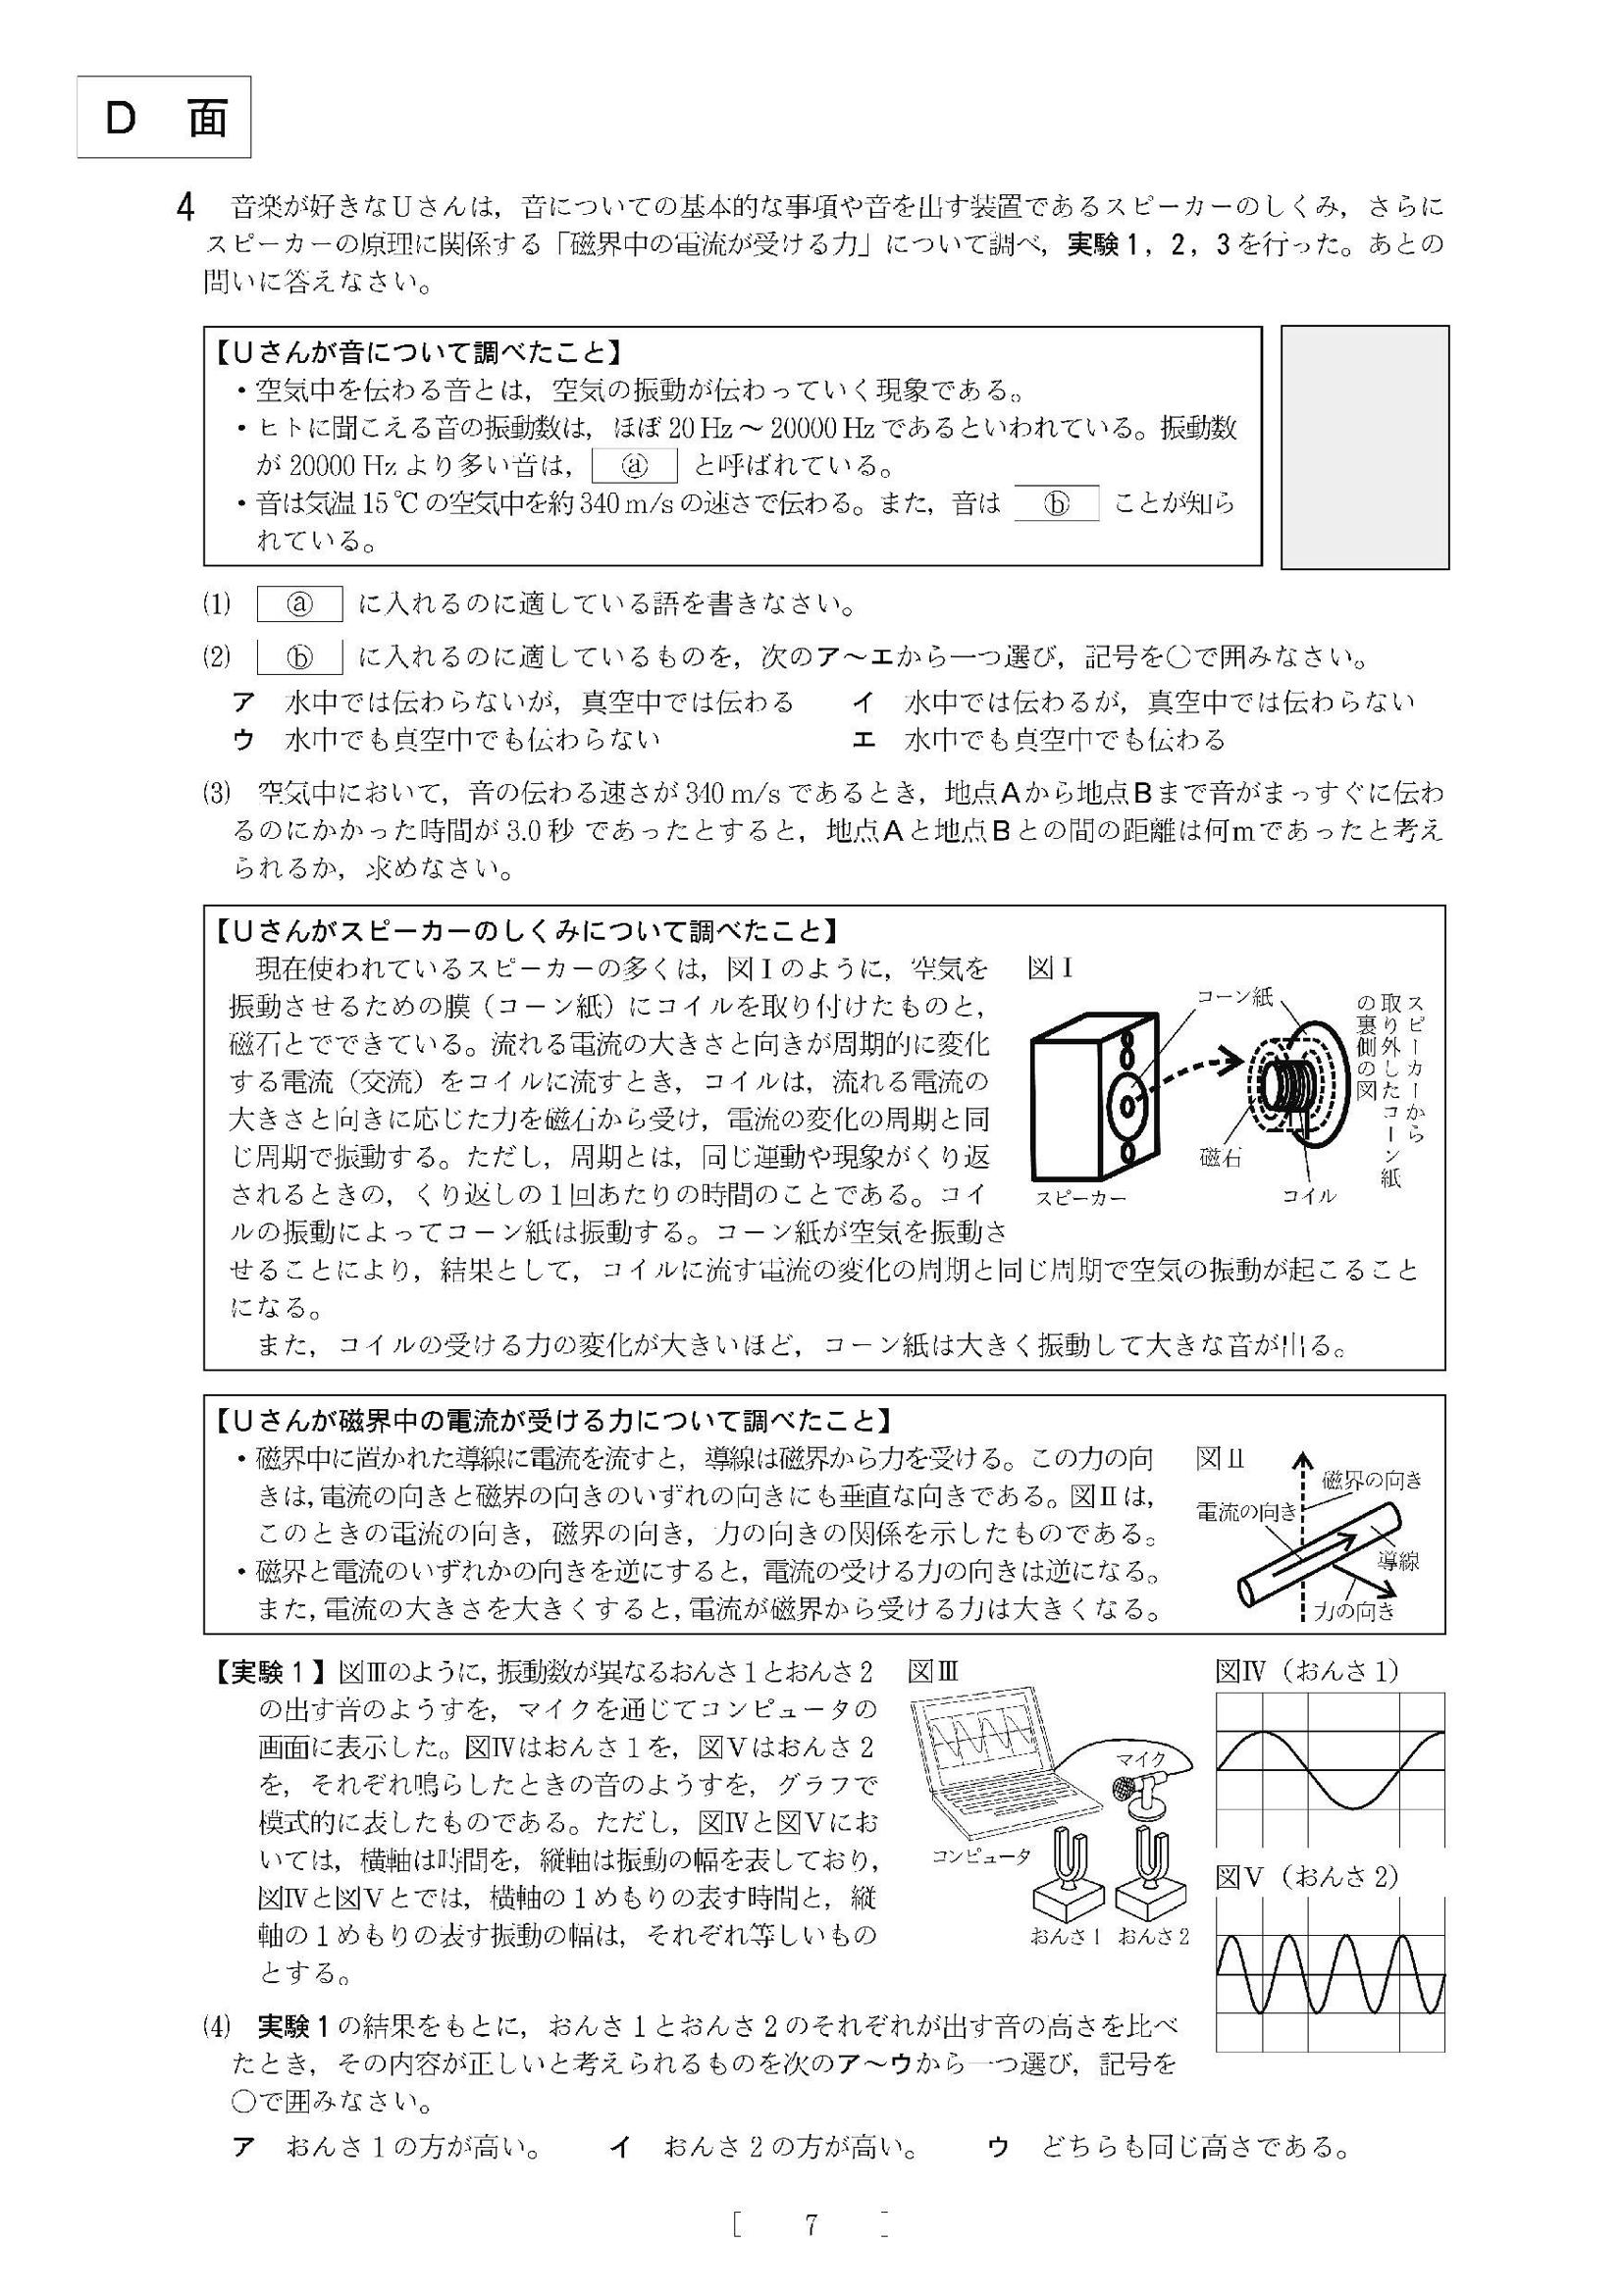 D 面
4 音楽が好きなUさんは，音についての基本的な事項や音を出す装置であるスピーカーのしくみ，さらに
スピーカーの原理に関係する「磁界中の電流が受ける力」について調べ，実験1，2，3を行った。あとの
問いに答えなさい。
【Uさんが音について調べたこと】
・空気中を伝わる音とは，空気の振動が伝わっていく現象である。
・ヒトに聞こえる音の振動数は，ほぼ20 Hz～20000 Hzであるといわれている。振動数
が20000 Hzより多い音は， ⓐ と呼ばれている。
・音は気温15℃の空気中を約340 m/sの速さで伝わる。また，音は ⓑ ことが知ら
れている。
(1) ⓐ に入れるのに適している語を書きなさい。
(2) ⓑ に入れるのに適しているものを，次のア～エから一つ選び，記号を○で囲みなさい。
ア 水中では伝わらないが，真空中では伝わる イ 水中では伝わるが，真空中では伝わらない
ウ 水中でも真空中でも伝わらない エ 水中でも真空中でも伝わる
(3) 空気中において，音の伝わる速さが340 m/sであるとき，地点Aから地点Bまで音がまっすぐに伝わ
るのにかかった時間が3.0秒 であったとすると，地点Aと地点Bとの間の距離は何mであったと考え
られるか，求めなさい。
【Uさんがスピーカーのしくみについて調べたこと】
現在使われているスピーカーの多くは，図Ⅰのように，空気を
振動させるための膜（コーン紙）にコイルを取り付けたものと，
磁石とでできている。流れる電流の大きさと向きが周期的に変化
する電流（交流）をコイルに流すとき，コイルは，流れる電流の
大きさと向きに応じた力を磁石から受け，電流の変化の周期と同
じ周期で振動する。ただし，周期とは，同じ運動や現象がくり返
されるときの，くり返しの1回あたりの時間のことである。コイ
ルの振動によってコーン紙は振動する。コーン紙が空気を振動さ
せることにより，結果として，コイルに流す電流の変化の周期と同じ周期で空気の振動が起こること
になる。
また，コイルの受ける力の変化が大きいほど，コーン紙は大きく振動して大きな音が出る。
図Ⅰ
コーン紙
スピーカーから
取り外したコーン紙
の裏側の図
磁石
スピーカー
コイル
【Uさんが磁界中の電流が受ける力について調べたこと】
・磁界中に置かれた導線に電流を流すと，導線は磁界から力を受ける。この力の向
きは，電流の向きと磁界の向きのいずれの向きにも垂直な向きである。図Ⅱは，
このときの電流の向き，磁界の向き，力の向きの関係を示したものである。
・磁界と電流のいずれかの向きを逆にすると，電流の受ける力の向きは逆になる。
また，電流の大きさを大きくすると，電流が磁界から受ける力は大きくなる。
図Ⅱ
磁界の向き
電流の向き
導線
力の向き
【実験1】図Ⅲのように，振動数が異なるおんさ1とおんさ2
の出す音のようすを，マイクを通じてコンピュータの
画面に表示した。図Ⅳはおんさ1を，図Ⅴはおんさ2
を，それぞれ鳴らしたときの音のようすを，グラフで
模式的に表したものである。ただし，図Ⅳと図Ⅴにお
いては，横軸は時間を，縦軸は振動の幅を表しており，
図Ⅳと図Ⅴとでは，横軸の1めもりの表す時間と，縦
軸の1めもりの表す振動の幅は，それぞれ等しいもの
とする。
図Ⅲ
マイク
コンピュータ
おんさ1 おんさ2
図Ⅳ（おんさ1）
図Ⅴ（おんさ2）
(4) 実験1の結果をもとに，おんさ1とおんさ2のそれぞれが出す音の高さを比べ
たとき，その内容が正しいと考えられるものを次のア～ウから一つ選び，記号を
○で囲みなさい。
ア おんさ1の方が高い。 イ おんさ2の方が高い。 ウ どちらも同じ高さである。
[ 7 ]